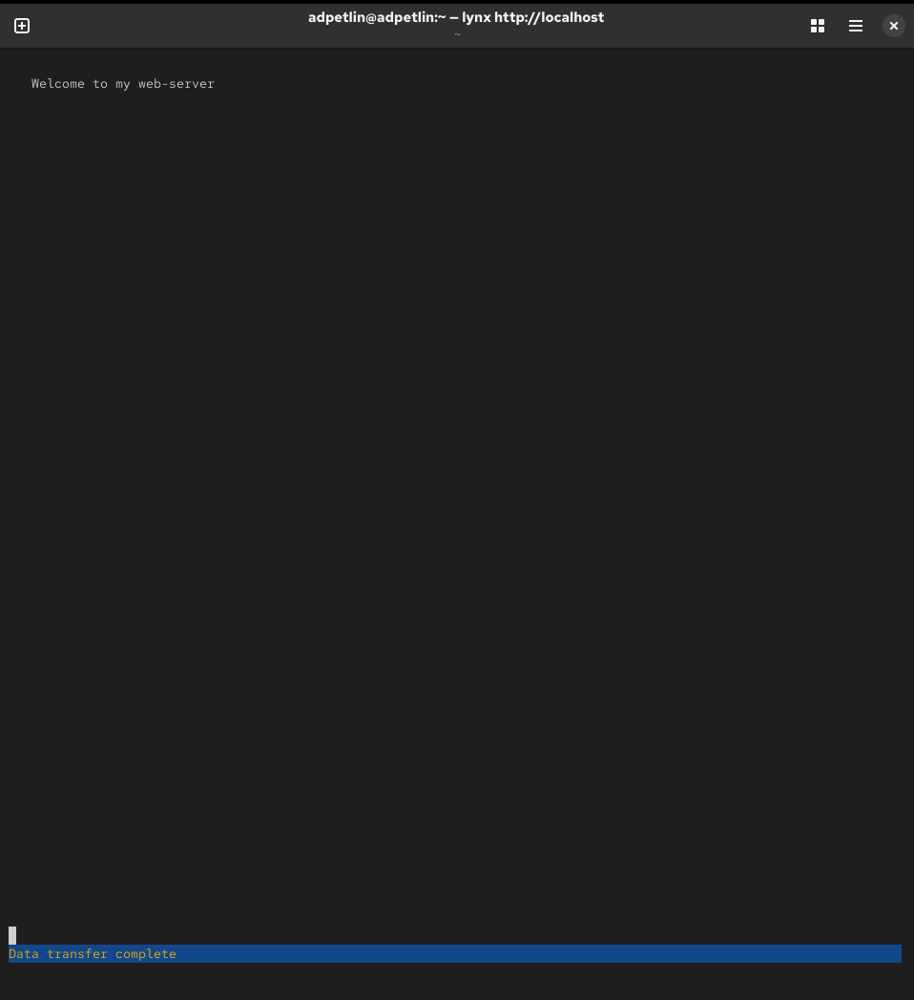 adpetlin@adpetlin:~ — lynx http://localhost
~
Welcome to my web-server
Data transfer complete